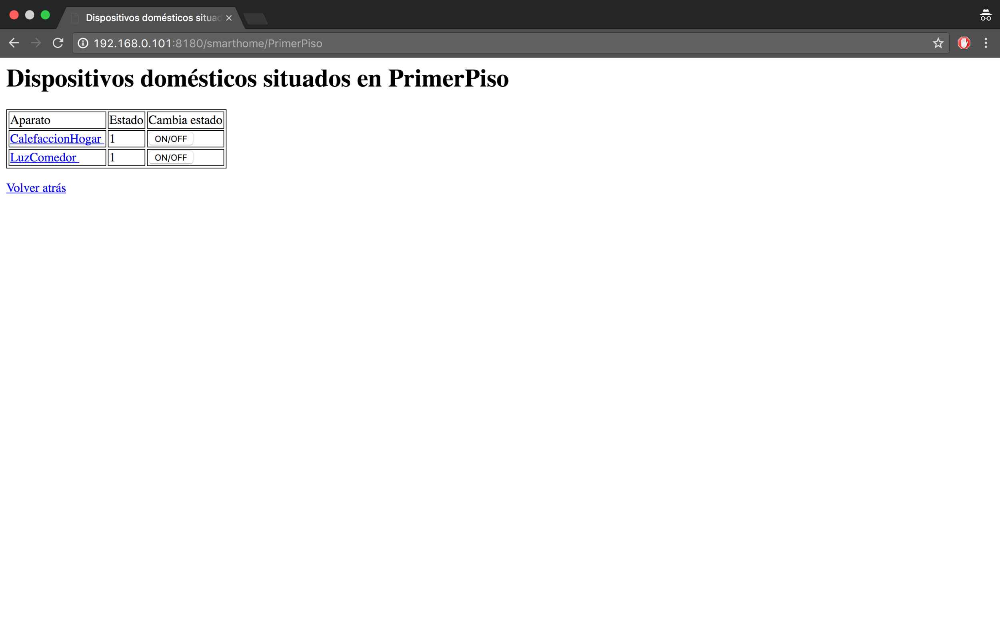 Dispositivos domésticos situad
192.168.0.101:8180/smarthome/PrimerPiso
Dispositivos domésticos situados en PrimerPiso
Aparato Estado Cambia estado
CalefaccionHogar 1 ON/OFF
LuzComedor 1 ON/OFF
Volver atrás